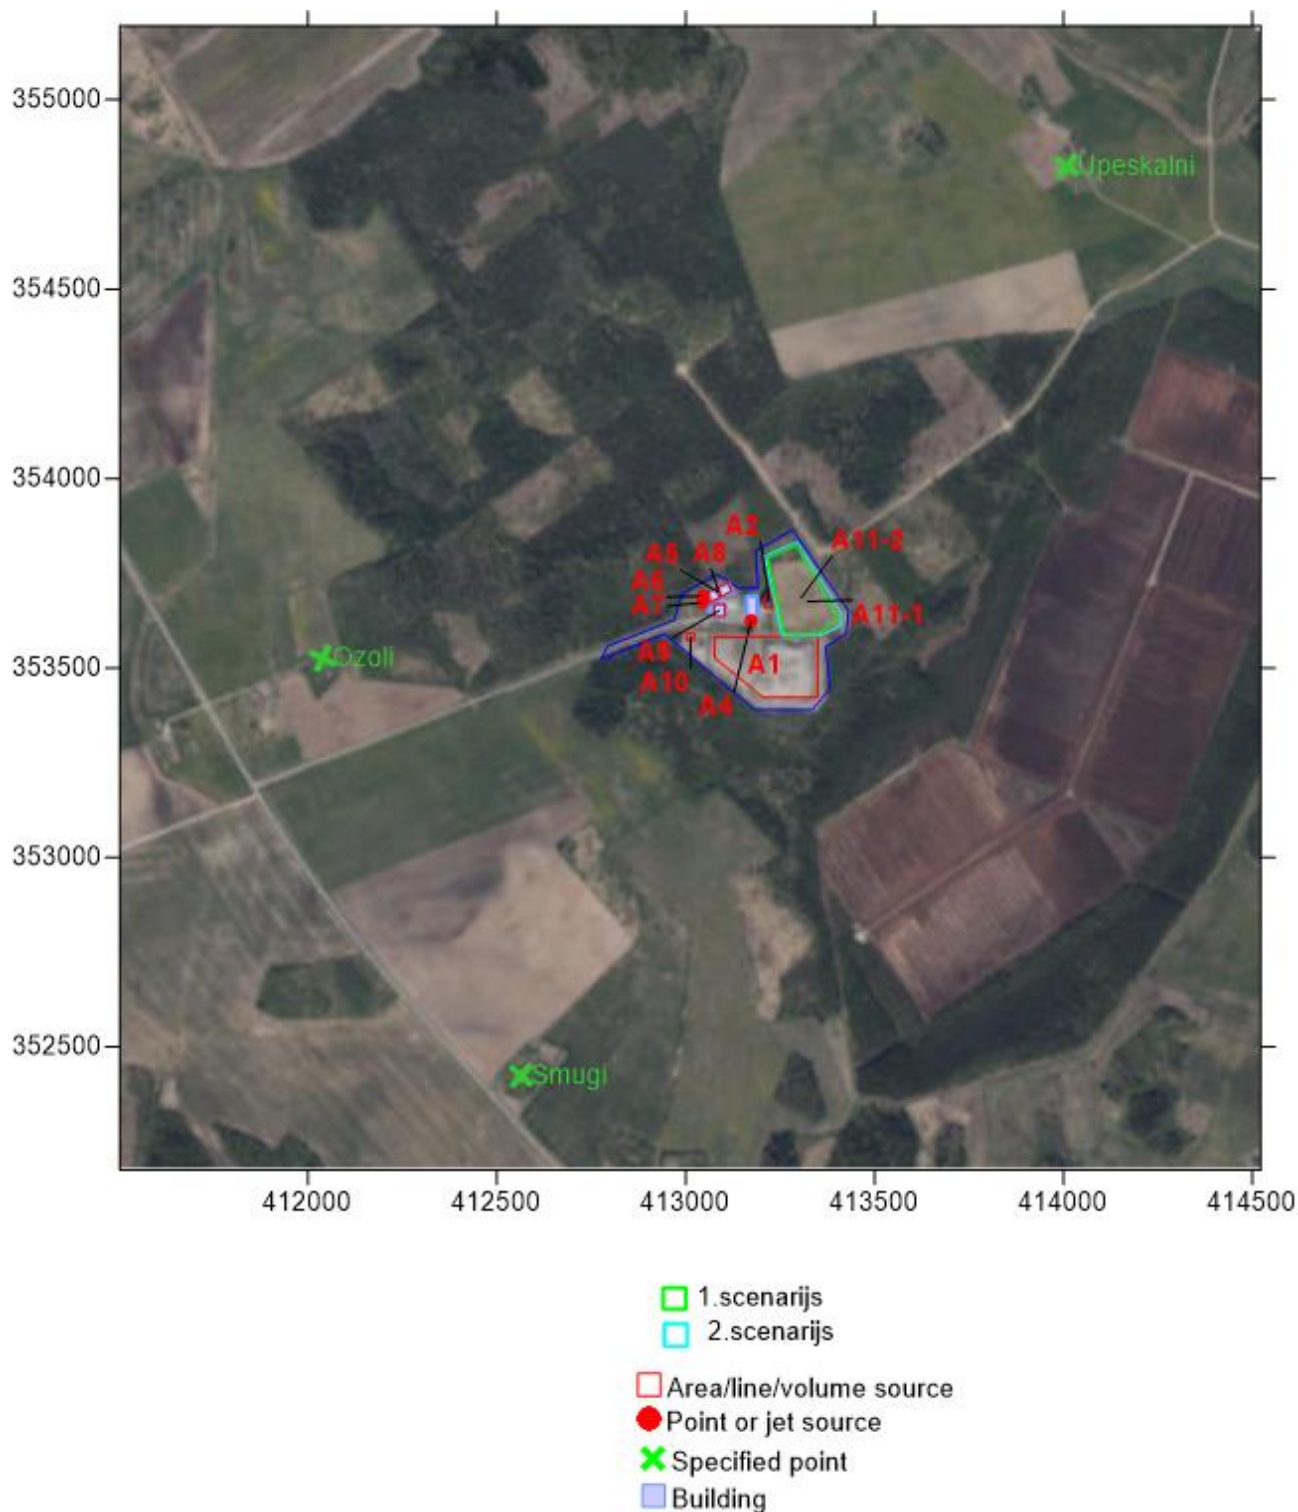 355000
Upeskalni
354500
354000
A2
A11-2
A5 A8
A6
A7
A11-1
353500
Ozoli
A9
A1
A10
A4
353000
352500
Smugi
412000 412500 413000 413500 414000 414500
1.scenarijs
2.scenarijs
Area/line/volume source
Point or jet source
Specified point
Building